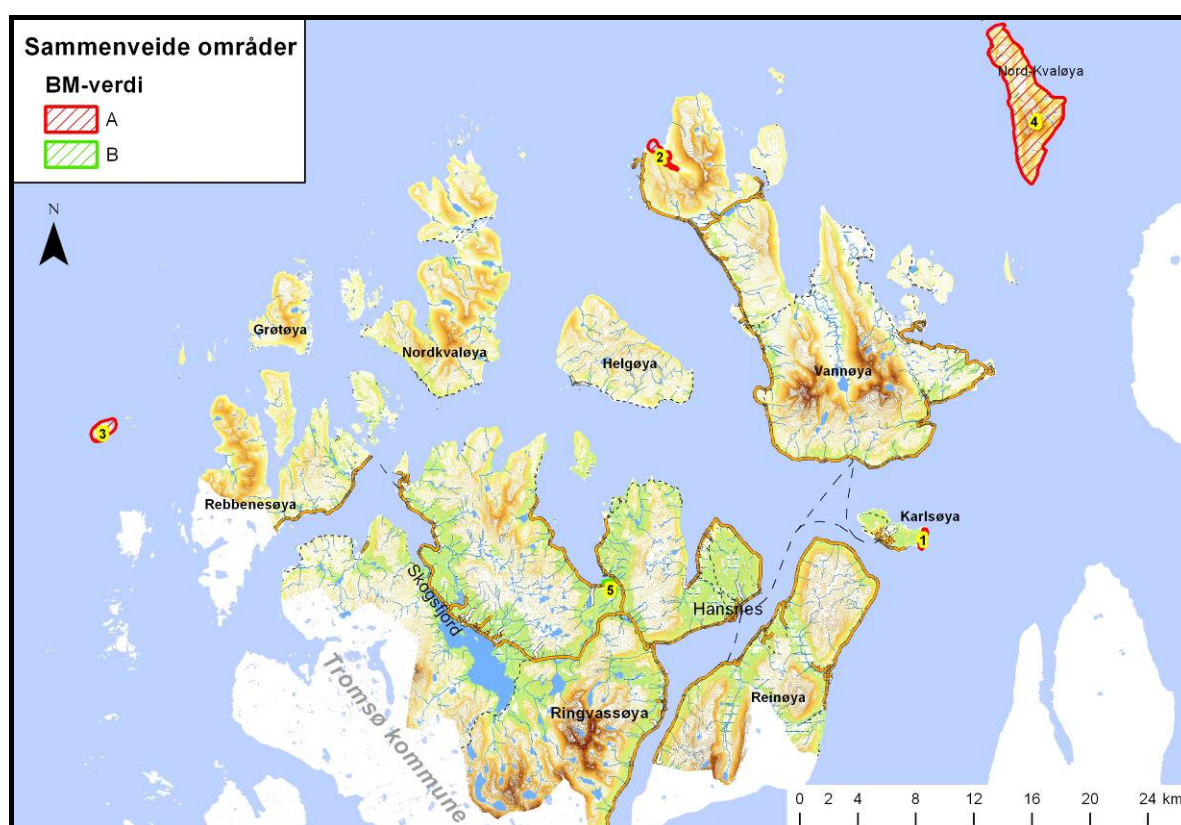 Sammenveide områder
BM-verdi
A
B
N
Nord-Kvaløya
4
2
Grøtøya
Nordkvaløya
Helgøya
Vannøya
3
Rebbenesøya
Karlsøya
1
Skogsfjord
5
Hansnes
Tromsø kommune
Ringvassøya
Reinøya
0 2 4 8 12 16 20 24 km